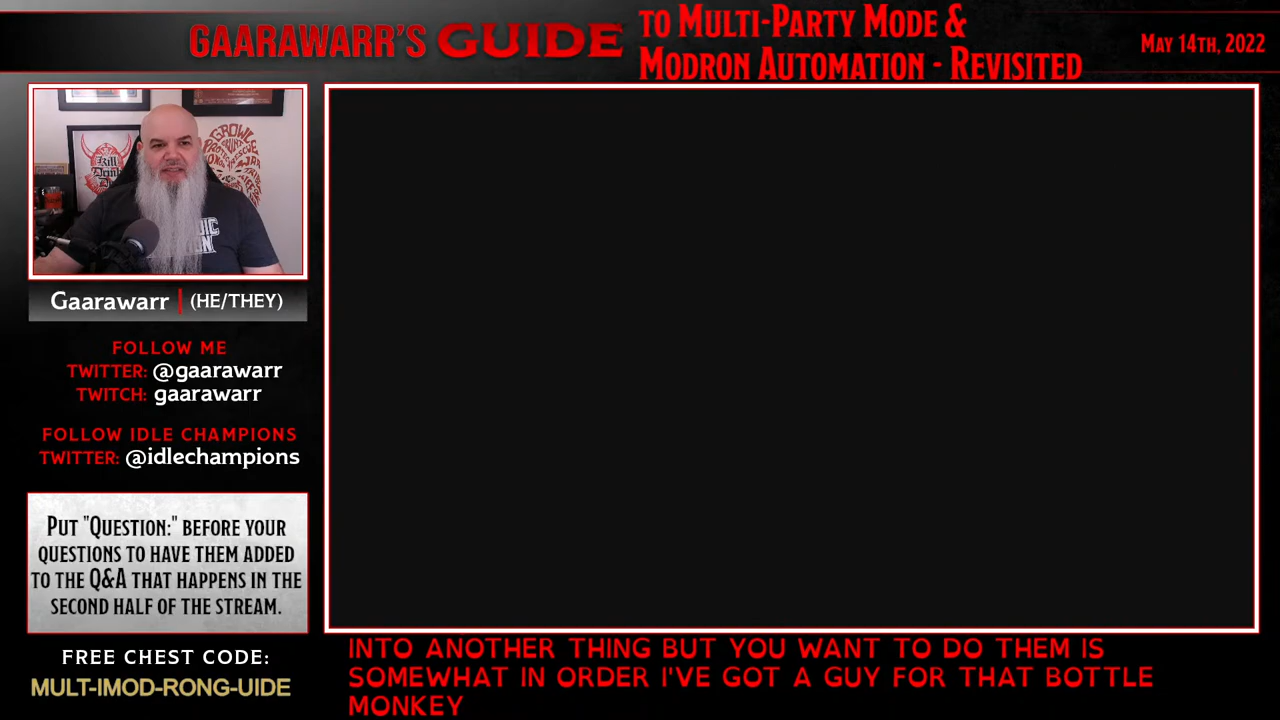 GAARAWARR'S GUIDE TO MULTI-PARTY MODE &
MODRON AUTOMATION - REVISITED
MAY 14TH, 2022
Kill
Gaarawarr | (HE/THEY)
FOLLOW ME
TWITTER: @gaarawarr
TWITCH: gaarawarr
FOLLOW IDLE CHAMPIONS
TWITTER: @idlechampions
PUT "QUESTION:" BEFORE YOUR
QUESTIONS TO HAVE THEM ADDED
TO THE Q&A THAT HAPPENS IN THE
SECOND HALF OF THE STREAM.
FREE CHEST CODE:
MULT-IMOD-RONG-UIDE
INTO ANOTHER THING BUT YOU WANT TO DO THEM IS
SOMEWHAT IN ORDER I'VE GOT A GUY FOR THAT BOTTLE
MONKEY